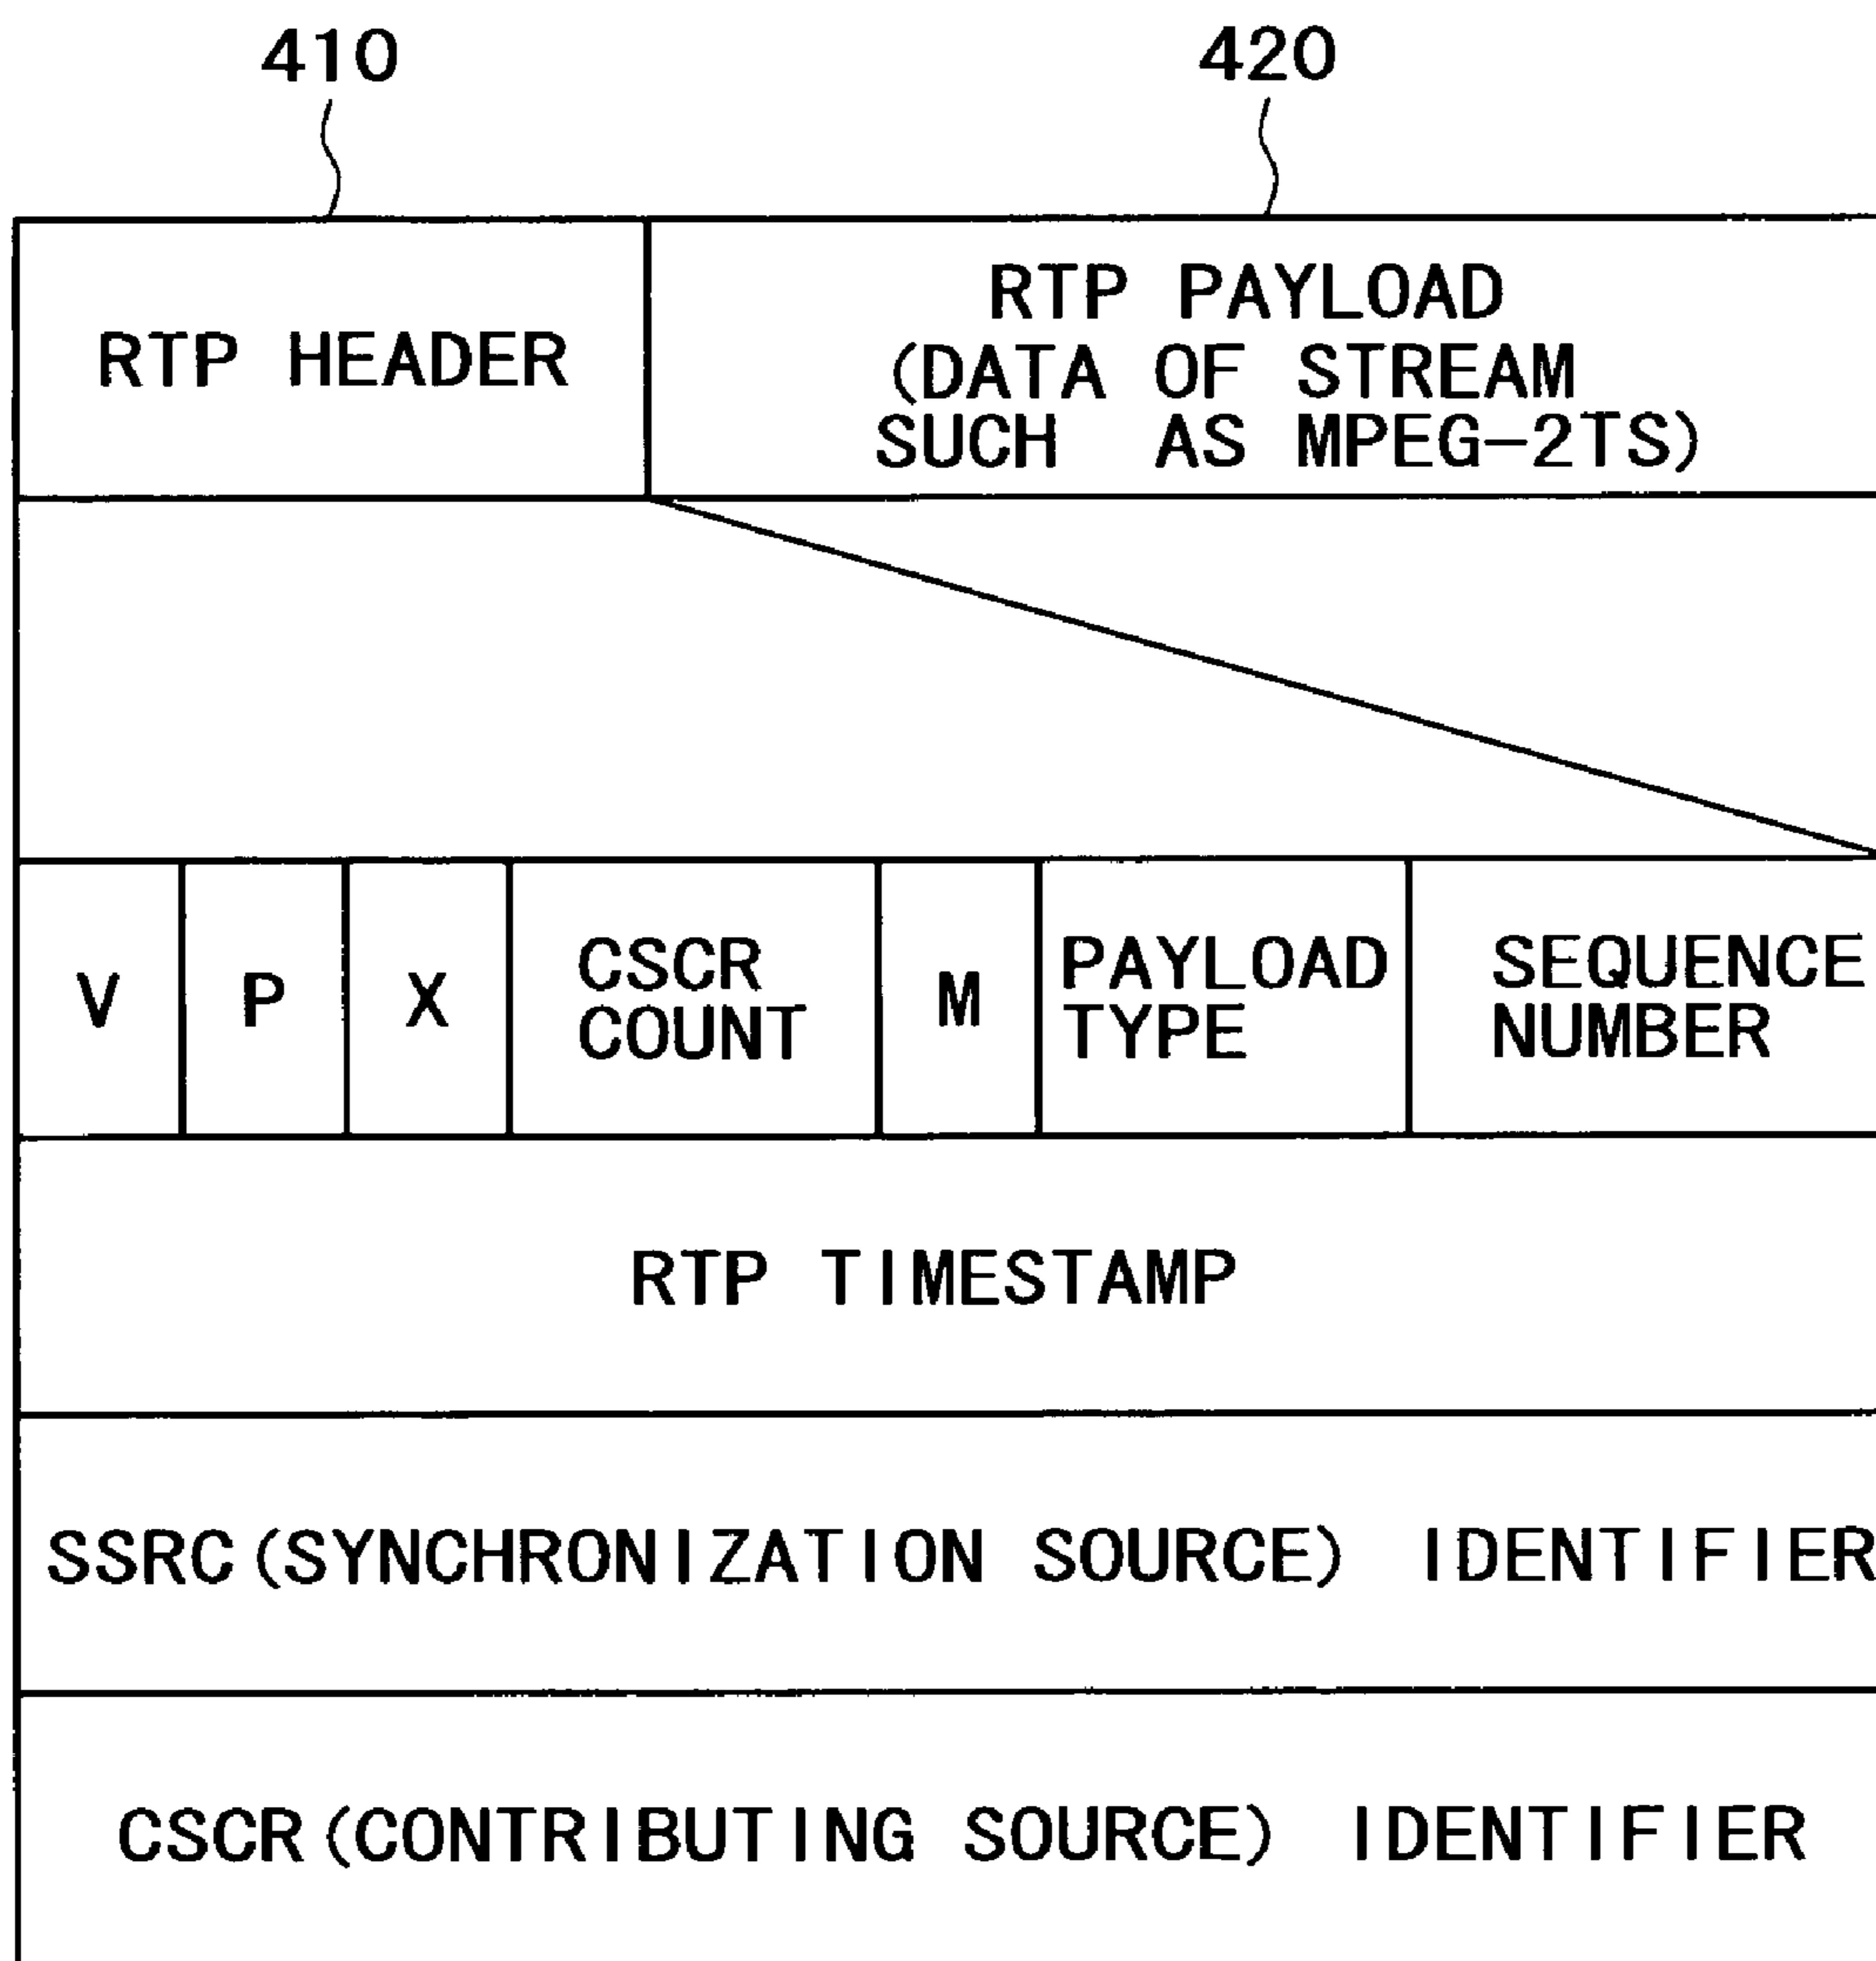 410
420
RTP HEADER
RTP PAYLOAD
(DATA OF STREAM
SUCH AS MPEG-2TS)
V
P
X
CSCR
COUNT
M
PAYLOAD
TYPE
SEQUENCE
NUMBER
RTP TIMESTAMP
SSRC(SYNCHRONIZATION SOURCE) IDENTIFIER
CSCR(CONTRIBUTING SOURCE) IDENTIFIER